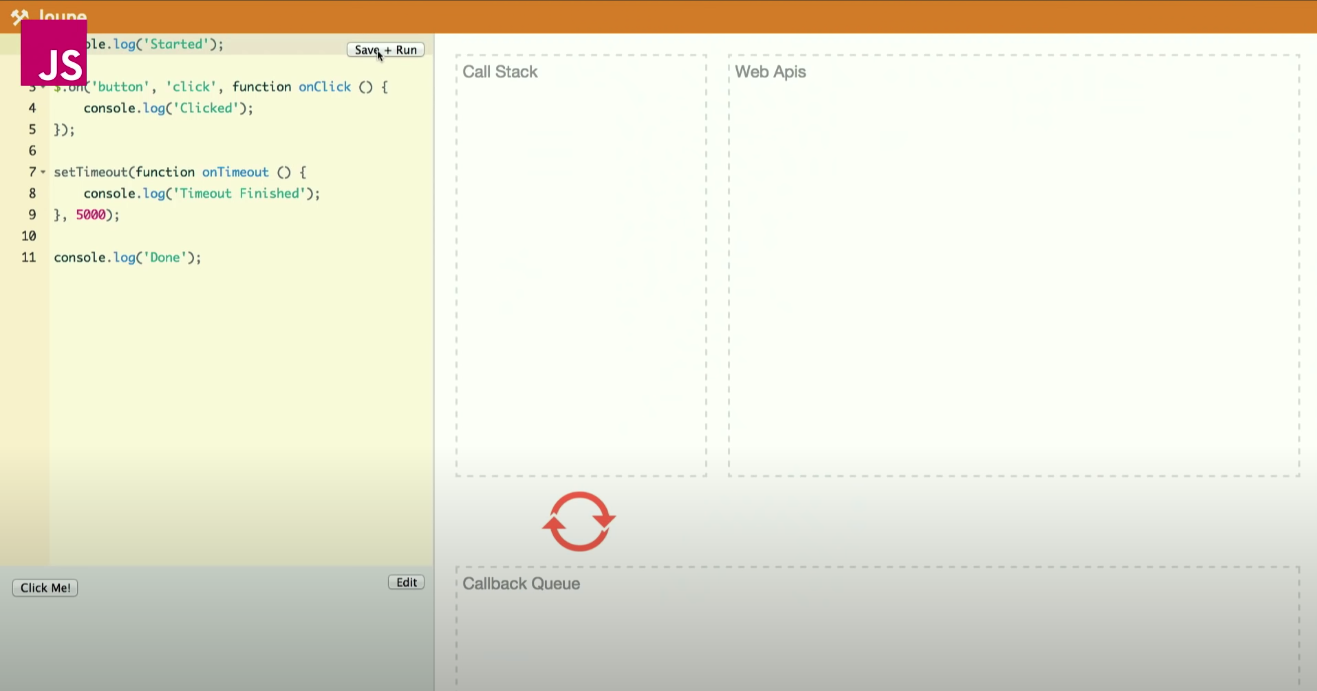 Loupe
JS
ole.log('Started');
Save + Run
3 $.on('button', 'click', function onClick () {
4 console.log('Clicked');
5 });
6
7 setTimeout(function onTimeout () {
8 console.log('Timeout Finished');
9 }, 5000);
10
11 console.log('Done');
Click Me!
Edit
Call Stack
Web Apis
Callback Queue